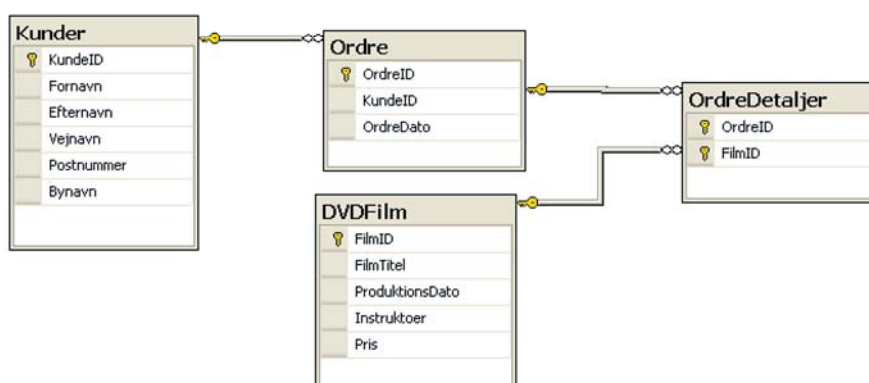 Kunder
KundeID
Fornavn
Efternavn
Vejnavn
Postnummer
Bynavn
Ordre
OrdreID
KundeID
OrdreDato
OrdreDetaljer
OrdreID
FilmID
DVDFilm
FilmID
FilmTitel
ProduktionsDato
Instruktoer
Pris